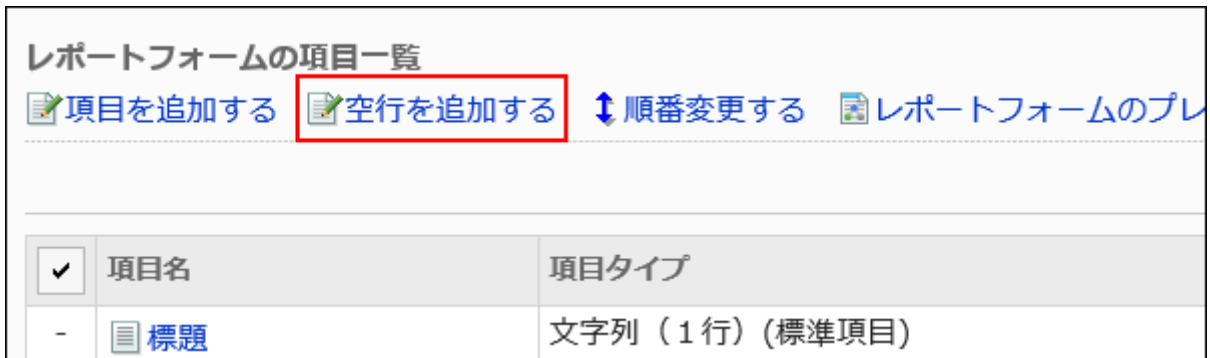 レポートフォームの項目一覧
項目を追加する 空行を追加する 順番変更する レポートフォームのプレ
項目名 項目タイプ
- 標題 文字列（１行）(標準項目)